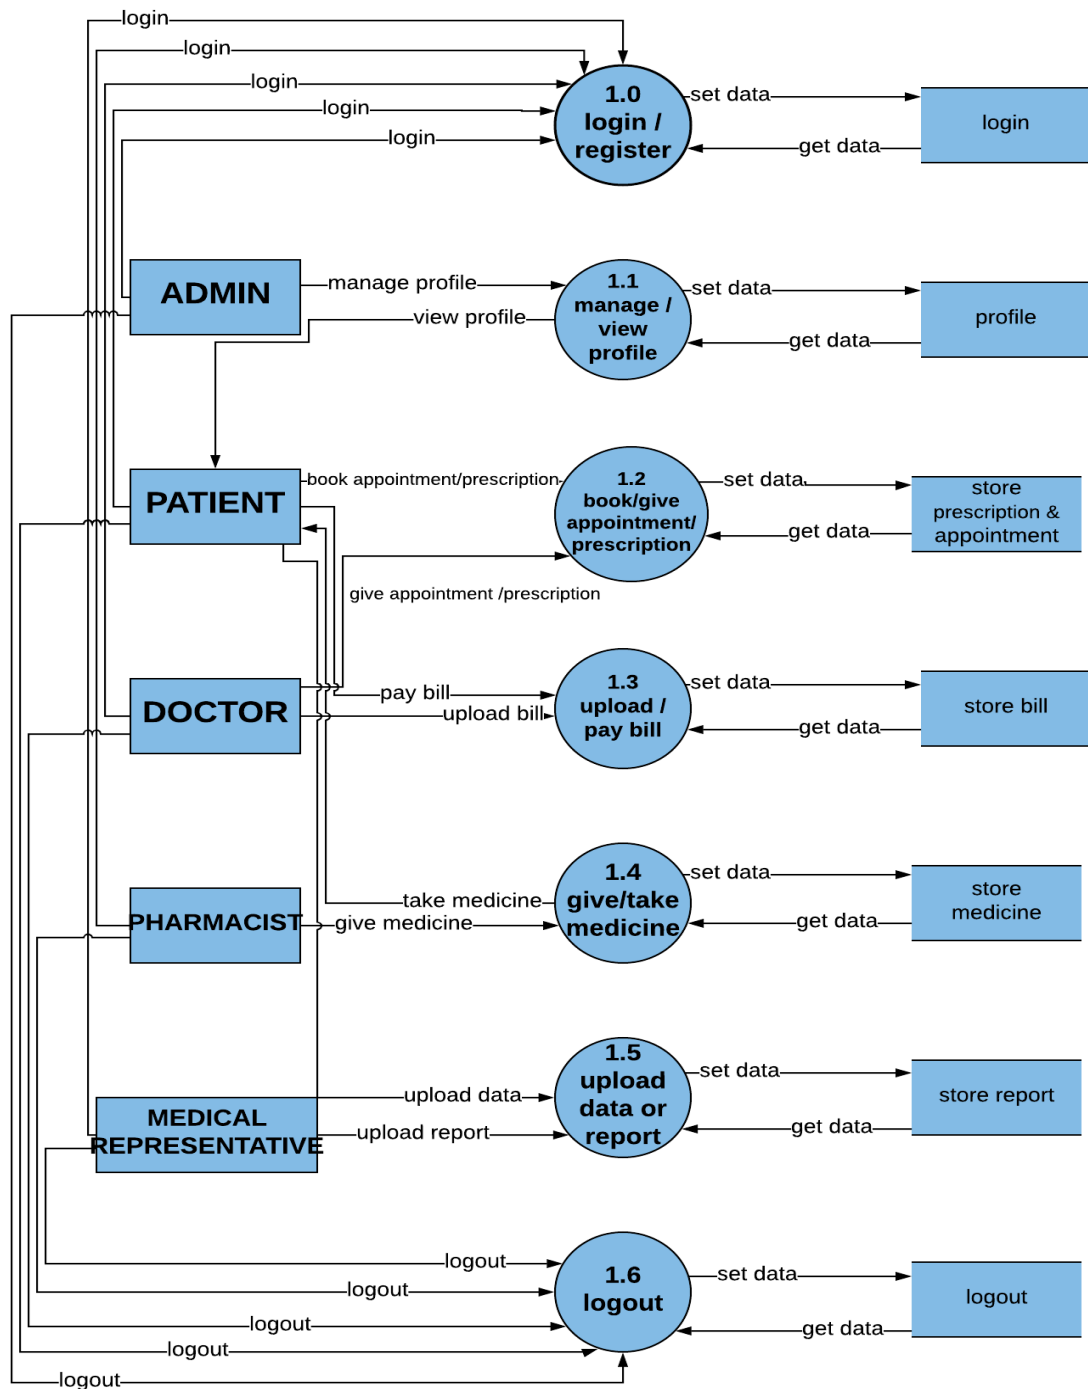 login
login
login
login
login
1.0
login /
register
set data
get data
login
ADMIN
manage profile
view profile
1.1
manage /
view
profile
set data
get data
profile
PATIENT
book appointment/prescription
1.2
book/give
appointment/
prescription
set data
get data
store
prescription &
appointment
give appointment /prescription
DOCTOR
pay bill
upload bill
1.3
upload /
pay bill
set data
get data
store bill
PHARMACIST
take medicine
give medicine
1.4
give/take
medicine
set data
get data
store
medicine
MEDICAL
REPRESENTATIVE
upload data
upload report
1.5
upload
data or
report
set data
get data
store report
logout
logout
logout
logout
logout
1.6
logout
set data
get data
logout